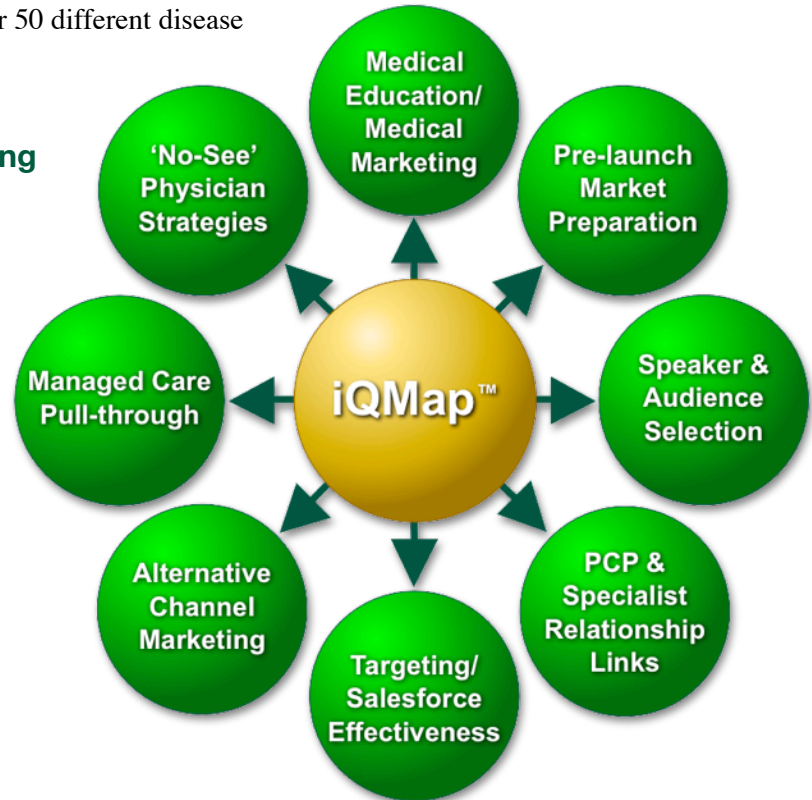 r 50 different disease
ng
Medical
Education/
Medical
Marketing
Pre-launch
Market
Preparation
Speaker &
Audience
Selection
PCP &
Specialist
Relationship
Links
Targeting/
Salesforce
Effectiveness
Alternative
Channel
Marketing
Managed Care
Pull-through
‘No-See’
Physician
Strategies
iQMap™